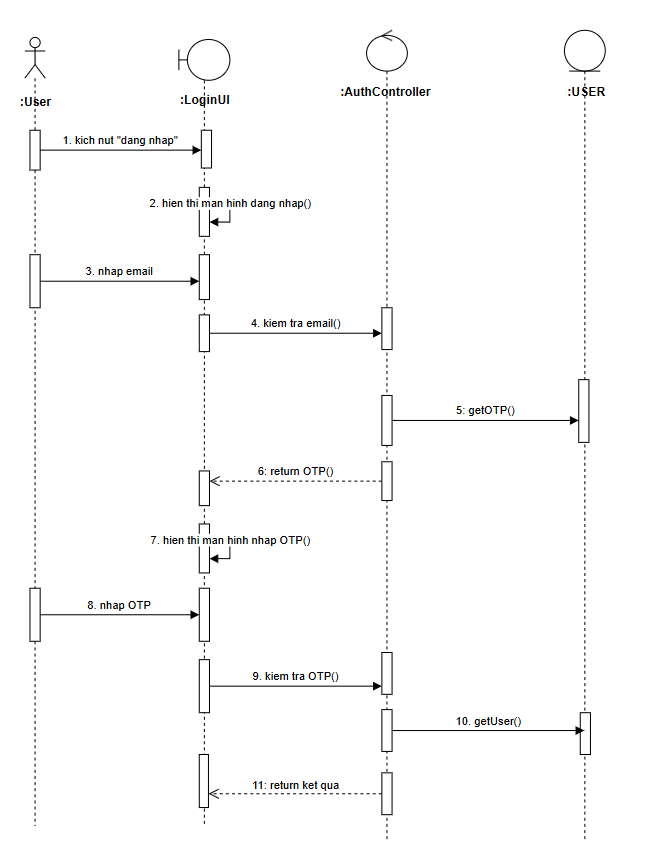 :User
:LoginUI
:AuthController
:USER
1. kich nut "dang nhap"
2. hien thi man hinh dang nhap()
3. nhap email
4. kiem tra email()
5: getOTP()
6: return OTP()
7. hien thi man hinh nhap OTP()
8. nhap OTP
9. kiem tra OTP()
10. getUser()
11: return ket qua